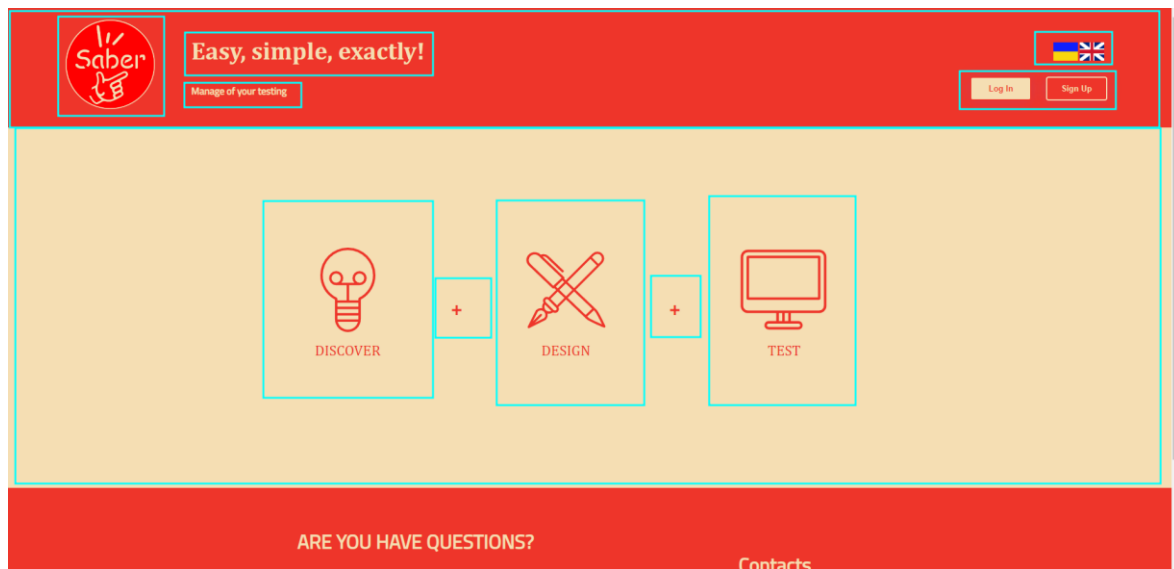 Saber
Easy, simple, exactly!
Manage of your testing
Log In
Sign Up
+
+
DISCOVER
DESIGN
TEST
ARE YOU HAVE QUESTIONS?
Contacts